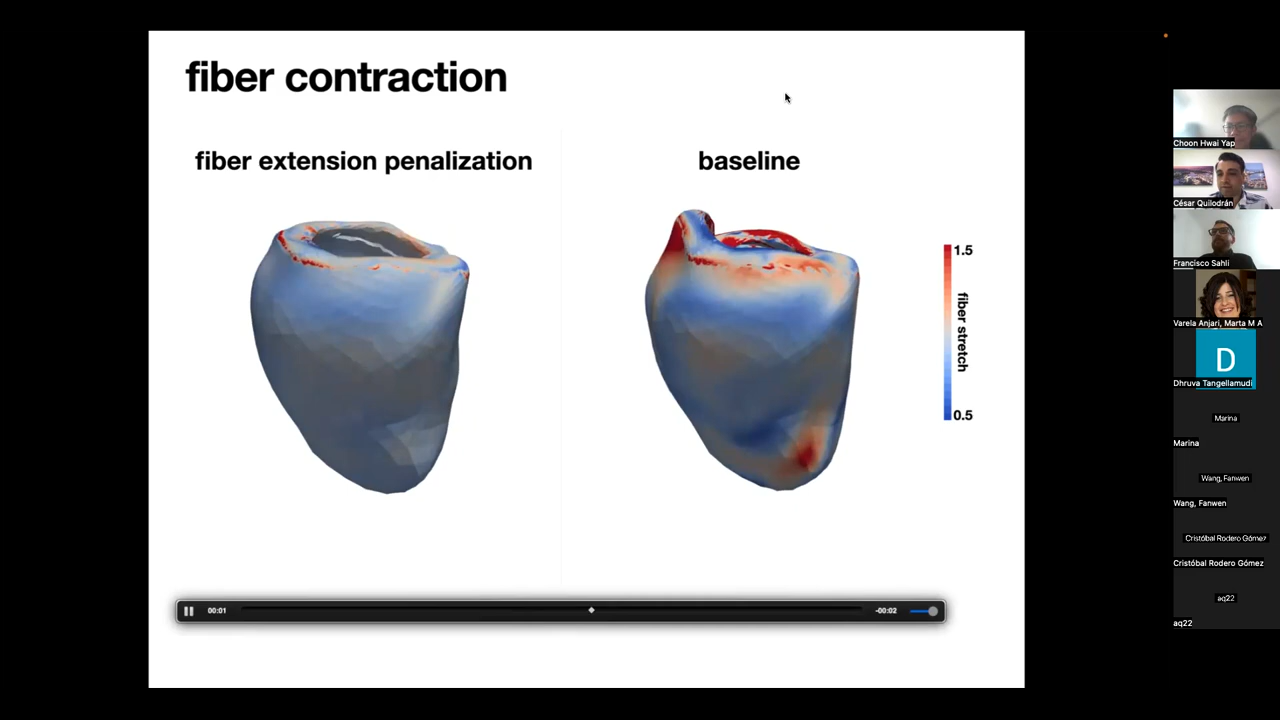 fiber contraction
fiber extension penalization
baseline
1.5
fiber stretch
0.5
00:01
-00:02
Choon Hwai Yap
César Quilodrán
Francisco Sahli
Varela Anjari, Marta M A
D
Dhruva Tangellamudi
Marina
Marina
Wang, Fanwen
Wang, Fanwen
Cristóbal Rodero Gómez
Cristóbal Rodero Gómez
aq22
aq22